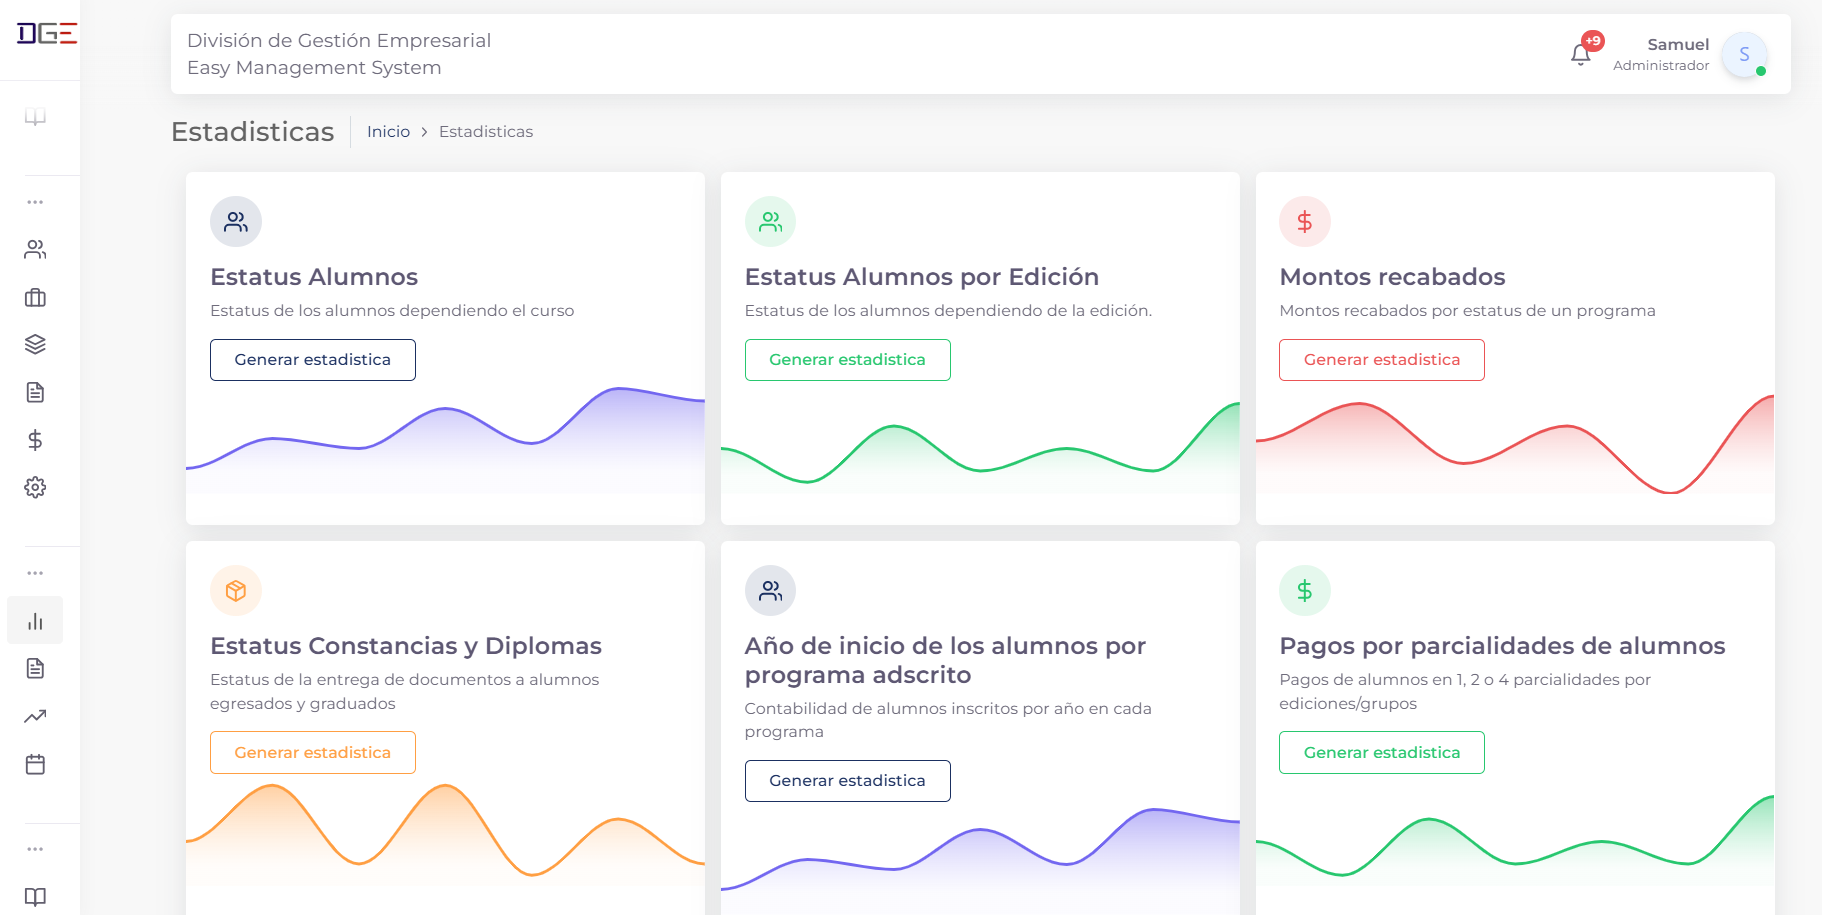 DGE
División de Gestión Empresarial
Easy Management System
+9
Samuel
Administrador
S
Estadisticas
Inicio > Estadisticas
Estatus Alumnos
Estatus de los alumnos dependiendo el curso
Generar estadistica
Estatus Alumnos por Edición
Estatus de los alumnos dependiendo de la edición.
Generar estadistica
Montos recabados
Montos recabados por estatus de un programa
Generar estadistica
Estatus Constancias y Diplomas
Estatus de la entrega de documentos a alumnos
egresados y graduados
Generar estadistica
Año de inicio de los alumnos por
programa adscrito
Contabilidad de alumnos inscritos por año en cada
programa
Generar estadistica
Pagos por parcialidades de alumnos
Pagos de alumnos en 1, 2 o 4 parcialidades por
ediciones/grupos
Generar estadistica